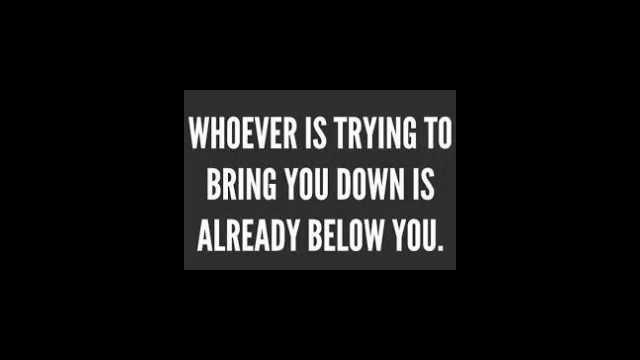 WHOEVER IS TRYING TO
BRING YOU DOWN IS
ALREADY BELOW YOU.